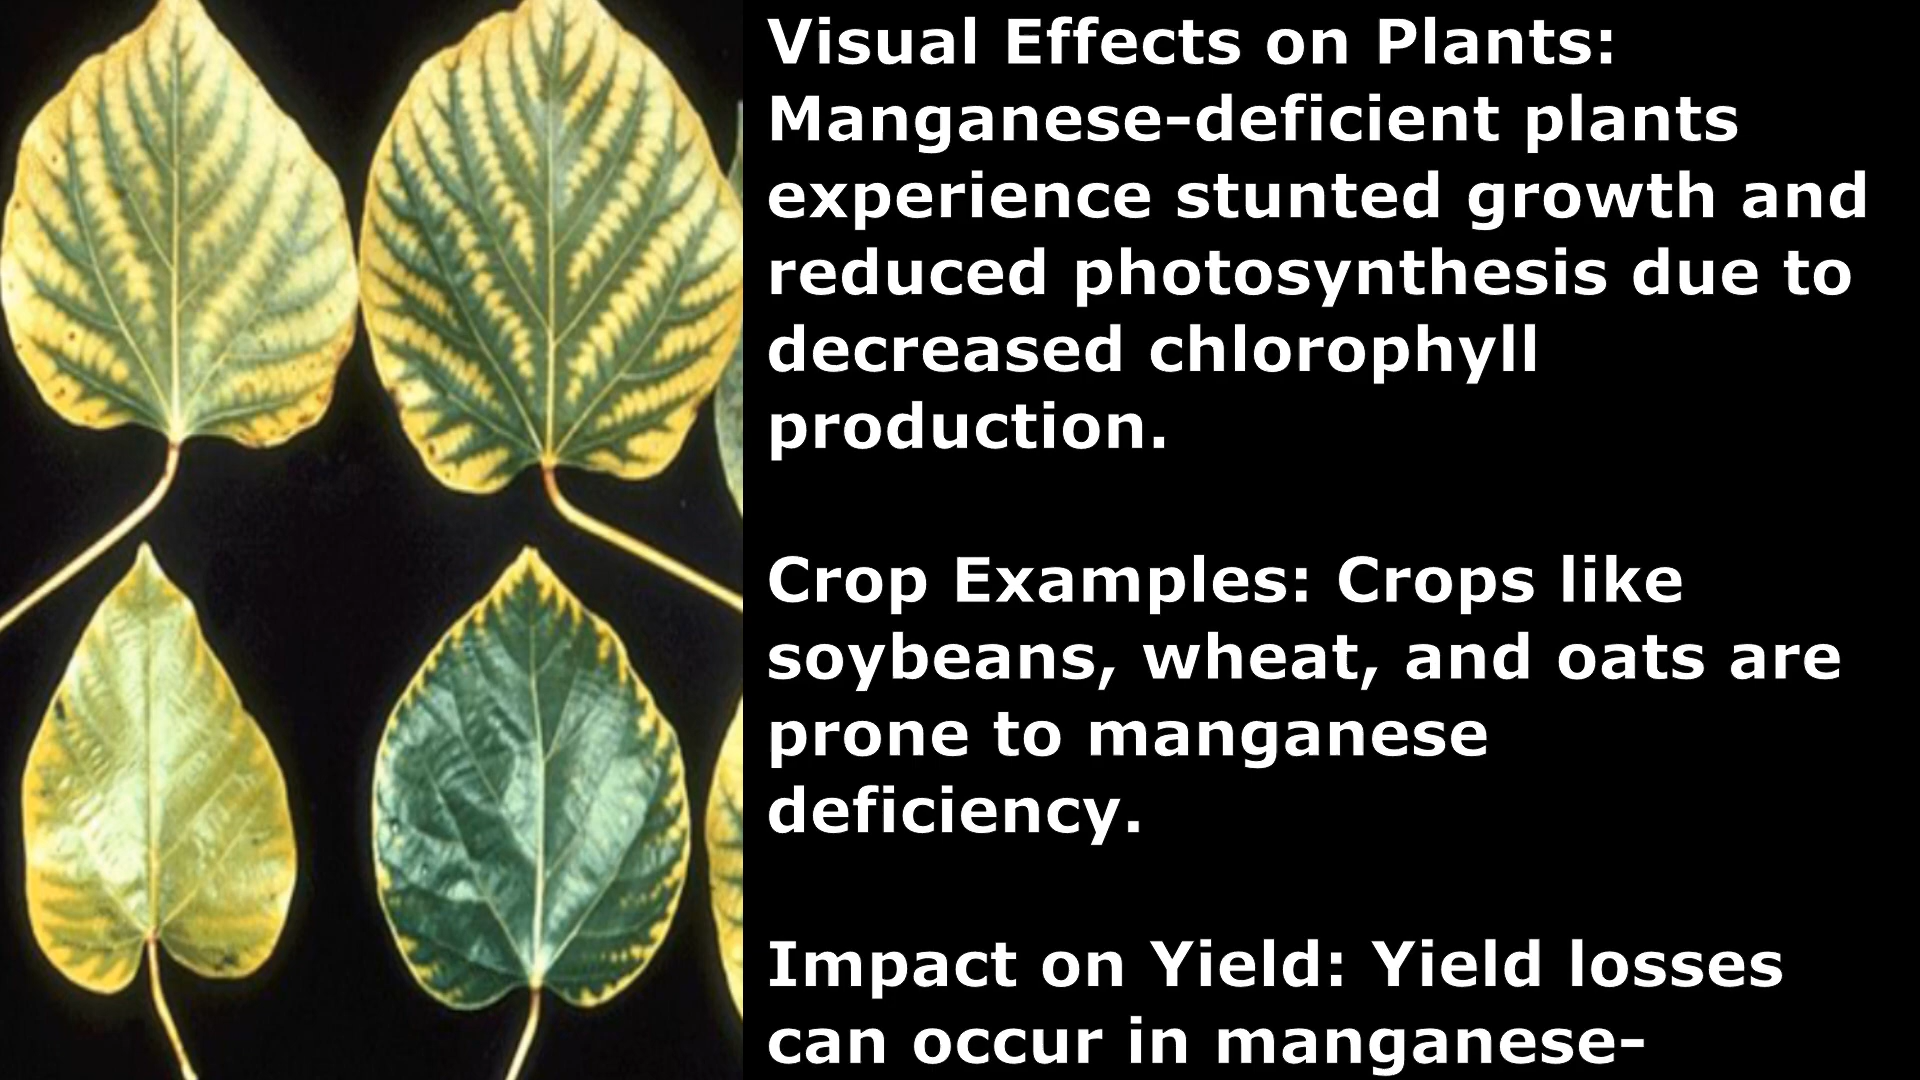 Visual Effects on Plants:
Manganese-deficient plants
experience stunted growth and
reduced photosynthesis due to
decreased chlorophyll
production.
Crop Examples: Crops like
soybeans, wheat, and oats are
prone to manganese
deficiency.
Impact on Yield: Yield losses
can occur in manganese-